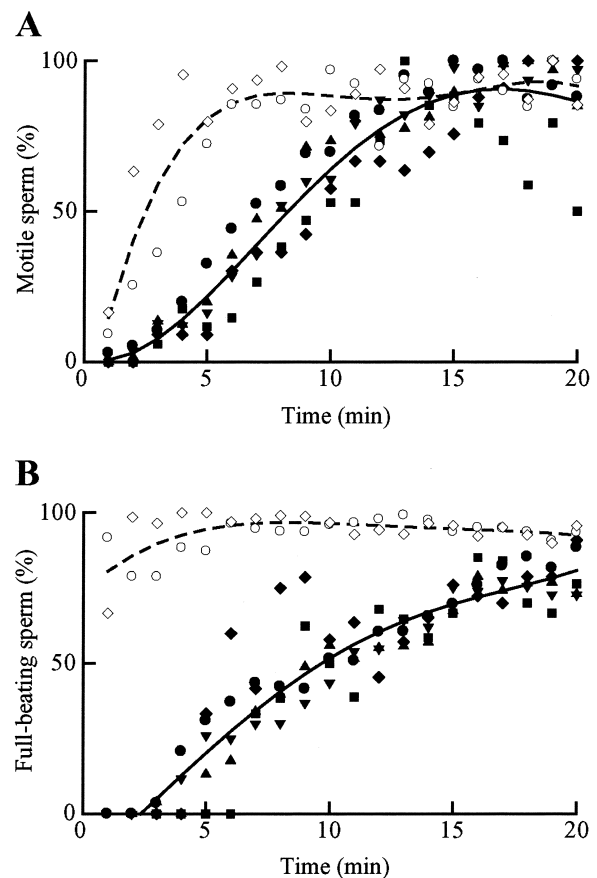 A
100
50
0
Motile sperm (%)
0 5 10 15 20
Time (min)
B
100
50
0
Full-beating sperm (%)
0 5 10 15 20
Time (min)